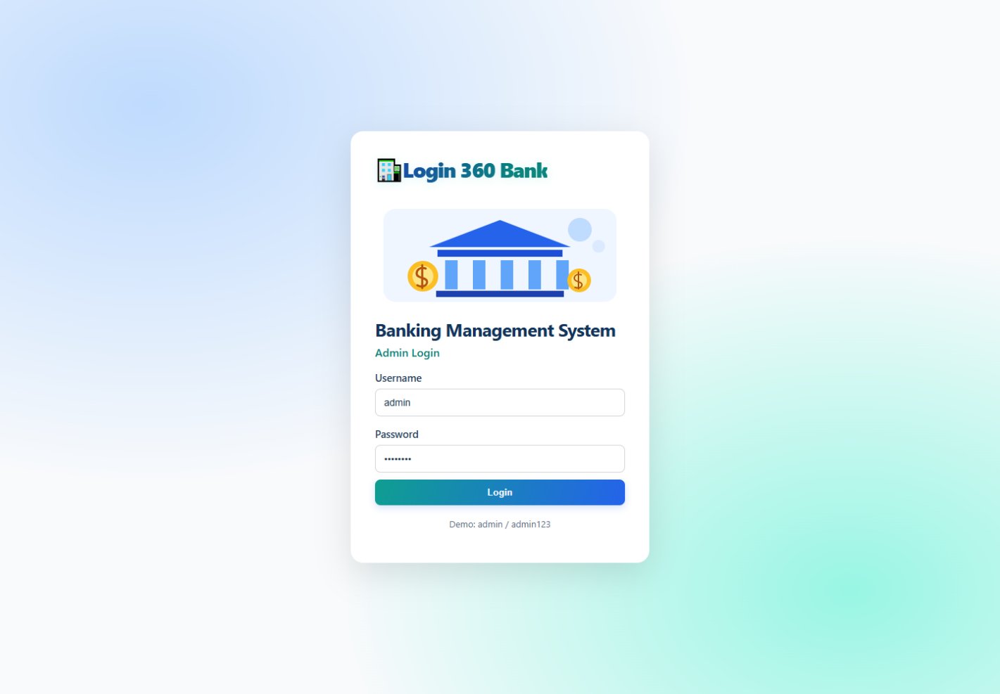 Login 360 Bank
$ $
Banking Management System
Admin Login
Username
admin
Password
••••••••
Login
Demo: admin / admin123